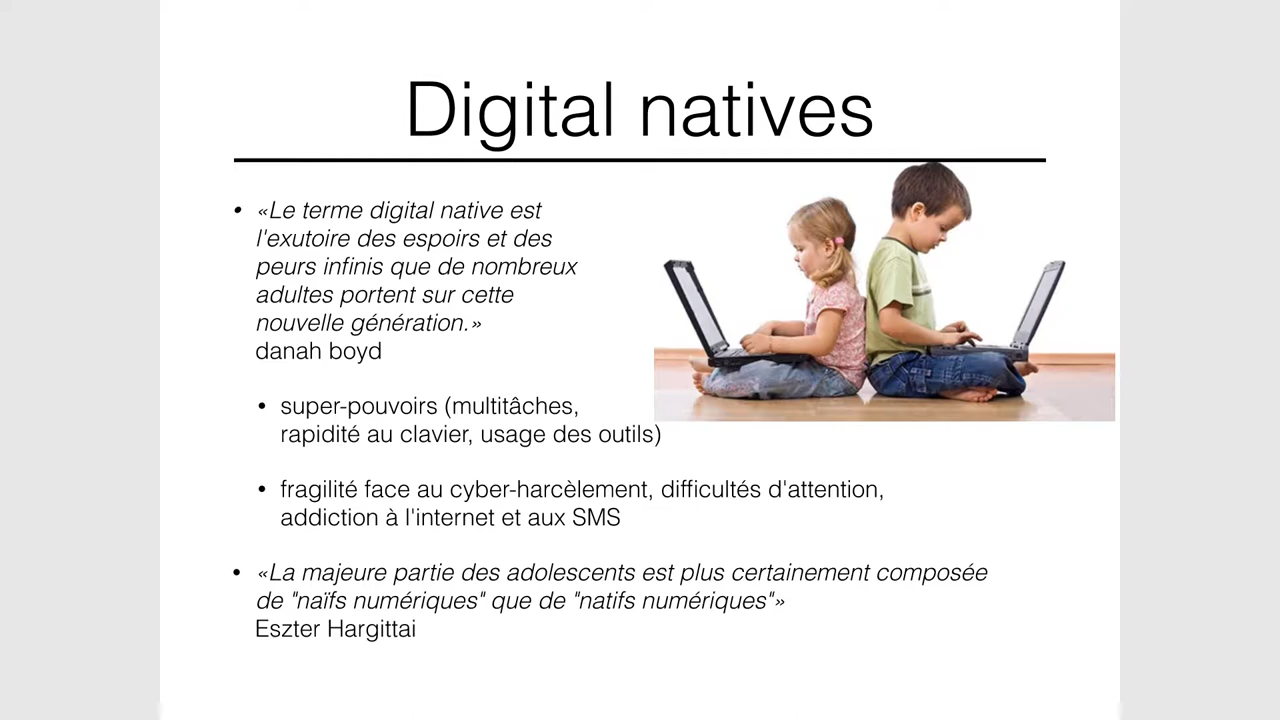 Digital natives
• «Le terme digital native est
l'exutoire des espoirs et des
peurs infinis que de nombreux
adultes portent sur cette
nouvelle génération.»
danah boyd
• super-pouvoirs (multitâches,
rapidité au clavier, usage des outils)
• fragilité face au cyber-harcèlement, difficultés d'attention,
addiction à l'internet et aux SMS
• «La majeure partie des adolescents est plus certainement composée
de "naïfs numériques" que de "natifs numériques"»
Eszter Hargittai